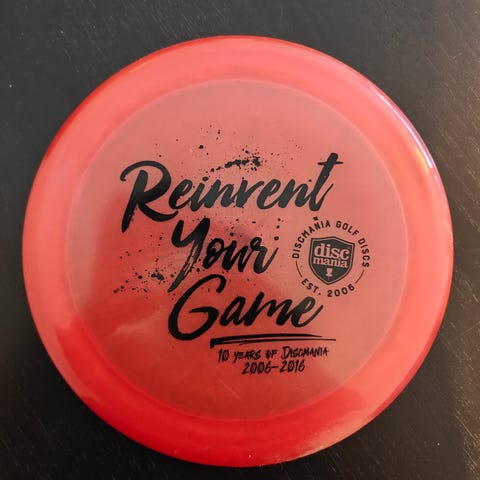 Reinvent
Your
Game
10 YEARS OF DISCMANIA
2006-2016
DISCMANIA GOLF DISCS
disc
mania
EST. 2006